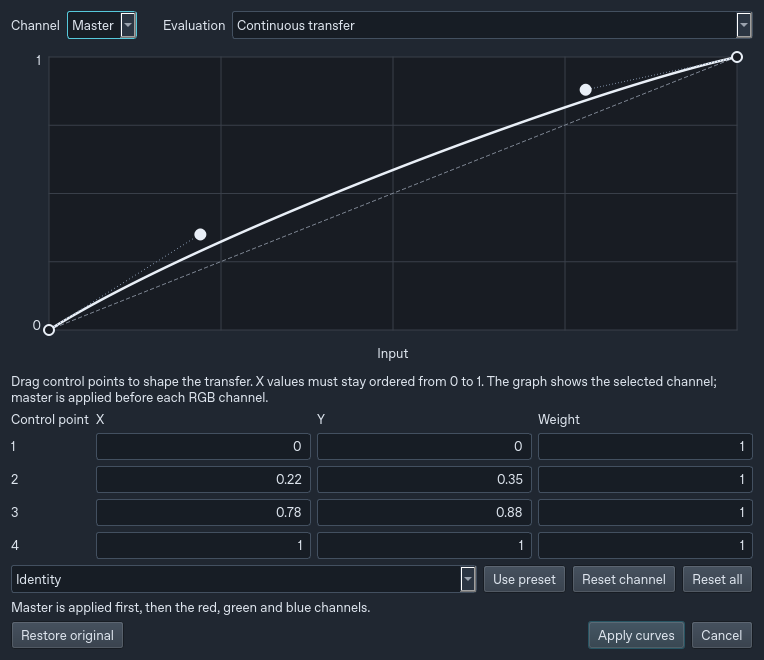 Channel Master Evaluation Continuous transfer
1
0
Input
Drag control points to shape the transfer. X values must stay ordered from 0 to 1. The graph shows the selected channel;
master is applied before each RGB channel.
Control point X Y Weight
1 0 0 1
2 0.22 0.35 1
3 0.78 0.88 1
4 1 1 1
Identity Use preset Reset channel Reset all
Master is applied first, then the red, green and blue channels.
Restore original Apply curves Cancel